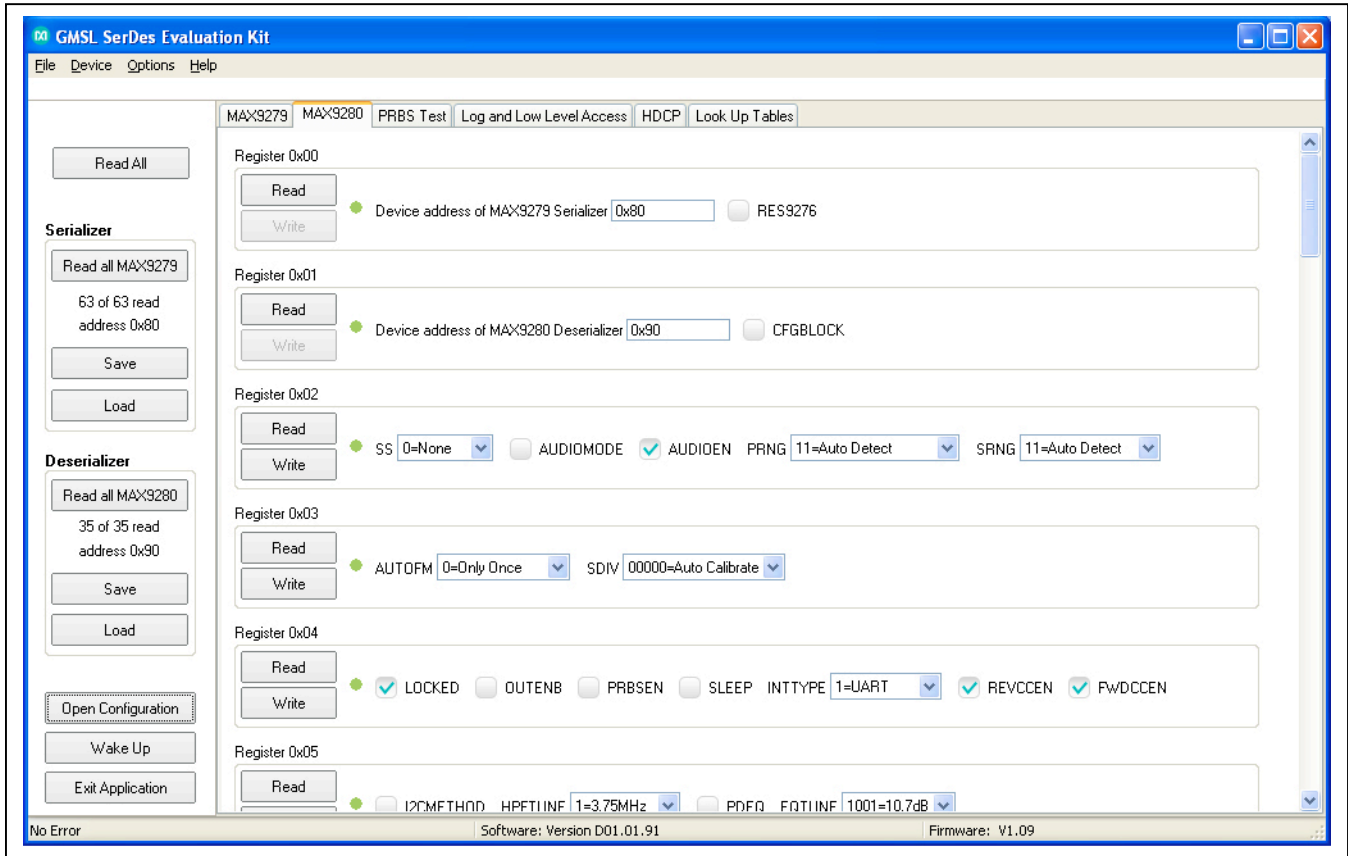 GMSL SerDes Evaluation Kit
File Device Options Help
MAX9279 MAX9280 PRBS Test Log and Low Level Access HDCP Look Up Tables
Read All
Serializer
Read all MAX9279
63 of 63 read
address 0x80
Save
Load
Deserializer
Read all MAX9280
35 of 35 read
address 0x90
Save
Load
Open Configuration
Wake Up
Exit Application
Register 0x00
Read
Write
Device address of MAX9279 Serializer 0x80 RES9276
Register 0x01
Read
Write
Device address of MAX9280 Deserializer 0x90 CFGBLOCK
Register 0x02
Read
Write
SS 0=None AUDIOMODE AUDIOEN PRNG 11=Auto Detect SRNG 11=Auto Detect
Register 0x03
Read
Write
AUTOFM 0=Only Once SDIV 00000=Auto Calibrate
Register 0x04
Read
Write
LOCKED OUTENB PRBSEN SLEEP INTTYPE 1=UART REVCCEN FWDCCEN
Register 0x05
Read
I2CMETHOD HPFTUNE 1=3.75MHz PDEQ EQTUNE 1001=10.7dB
No Error Software: Version D01.01.91 Firmware: V1.09